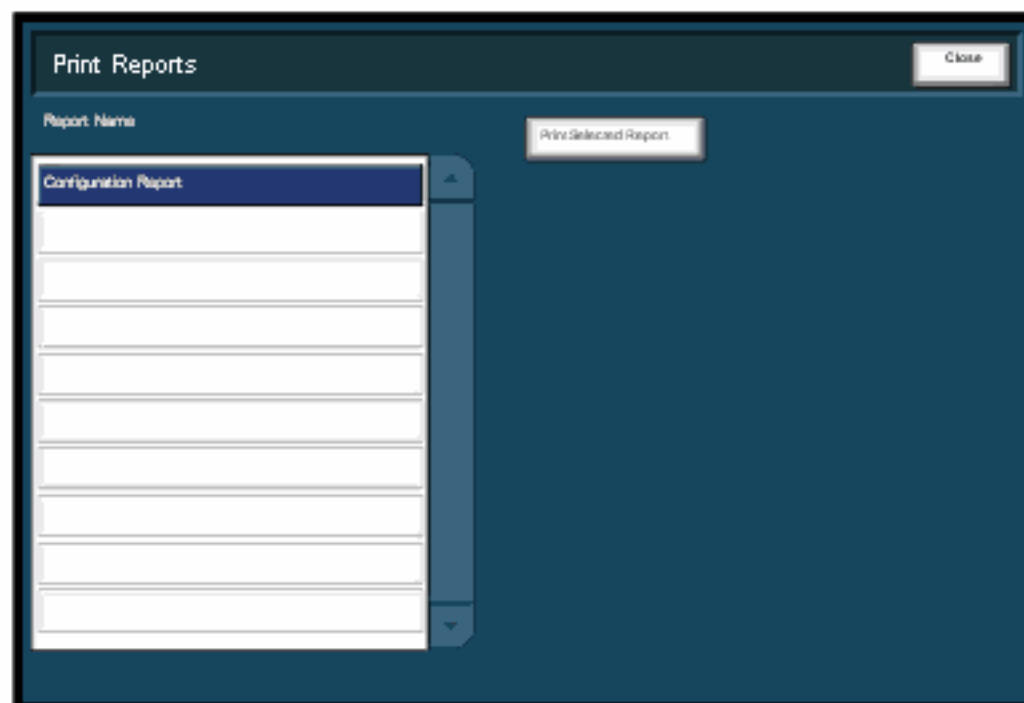 Print Reports
Close
Report Name
Print Selected Report
Configuration Report